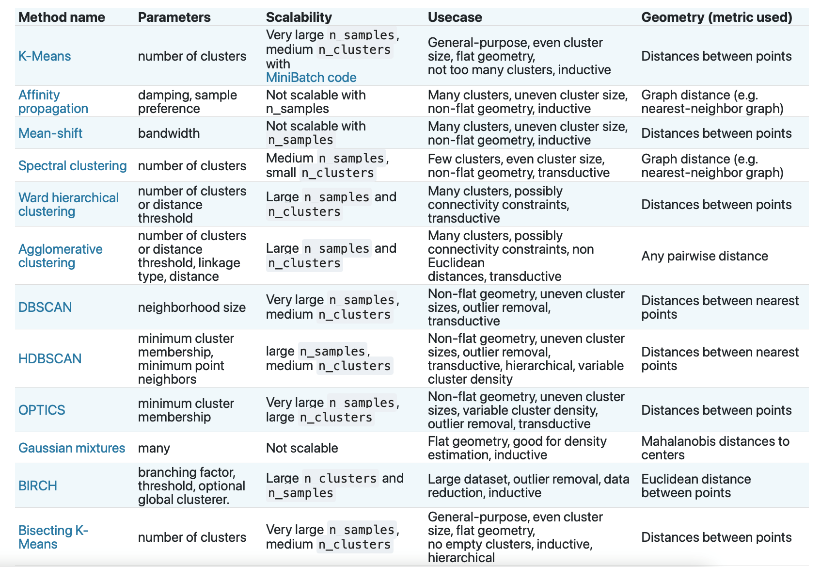 Method name Parameters Scalability Usecase Geometry (metric used)
K-Means
number of clusters
Very large n_samples,
medium n_clusters
with
MiniBatch code
General-purpose, even cluster
size, flat geometry,
not too many clusters, inductive
Distances between points
Affinity
propagation
damping, sample
preference
Not scalable with
n_samples
Many clusters, uneven cluster size,
non-flat geometry, inductive
Graph distance (e.g.
nearest-neighbor graph)
Mean-shift
bandwidth
Not scalable with
n_samples
Many clusters, uneven cluster size,
non-flat geometry, inductive
Distances between points
Spectral clustering
number of clusters
Medium n_samples,
small n_clusters
Few clusters, even cluster size,
non-flat geometry, transductive
Graph distance (e.g.
nearest-neighbor graph)
Ward hierarchical
clustering
number of clusters
or distance
threshold
Large n_samples and
n_clusters
Many clusters, possibly
connectivity constraints,
transductive
Distances between points
Agglomerative
clustering
number of clusters
or distance
threshold, linkage
type, distance
Large n_samples and
n_clusters
Many clusters, possibly
connectivity constraints, non
Euclidean
distances, transductive
Any pairwise distance
DBSCAN
neighborhood size
Very large n_samples,
medium n_clusters
Non-flat geometry, uneven cluster
sizes, outlier removal,
transductive
Distances between nearest
points
HDBSCAN
minimum cluster
membership,
minimum point
neighbors
large n_samples,
medium n_clusters
Non-flat geometry, uneven cluster
sizes, outlier removal,
transductive, hierarchical, variable
cluster density
Distances between nearest
points
OPTICS
minimum cluster
membership
Very large n_samples,
large n_clusters
Non-flat geometry, uneven cluster
sizes, variable cluster density,
outlier removal, transductive
Distances between points
Gaussian mixtures
many
Not scalable
Flat geometry, good for density
estimation, inductive
Mahalanobis distances to
centers
BIRCH
branching factor,
threshold, optional
global clusterer.
Large n_clusters and
n_samples
Large dataset, outlier removal, data
reduction, inductive
Euclidean distance
between points
Bisecting K-
Means
number of clusters
Very large n_samples,
medium n_clusters
General-purpose, even cluster
size, flat geometry,
no empty clusters, inductive,
hierarchical
Distances between points